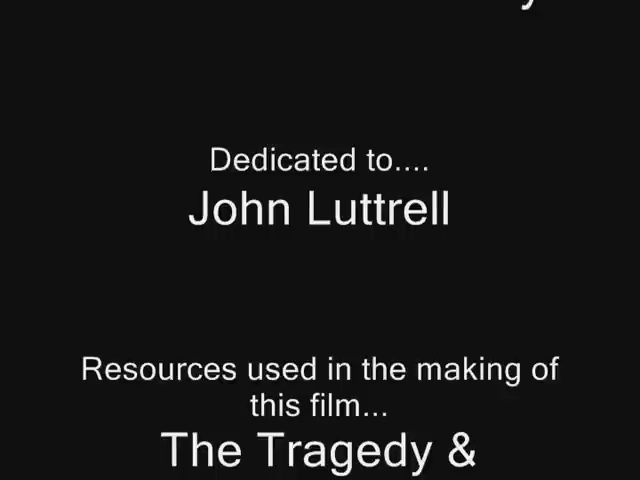 Dedicated to....
John Luttrell
Resources used in the making of
this film...
The Tragedy &